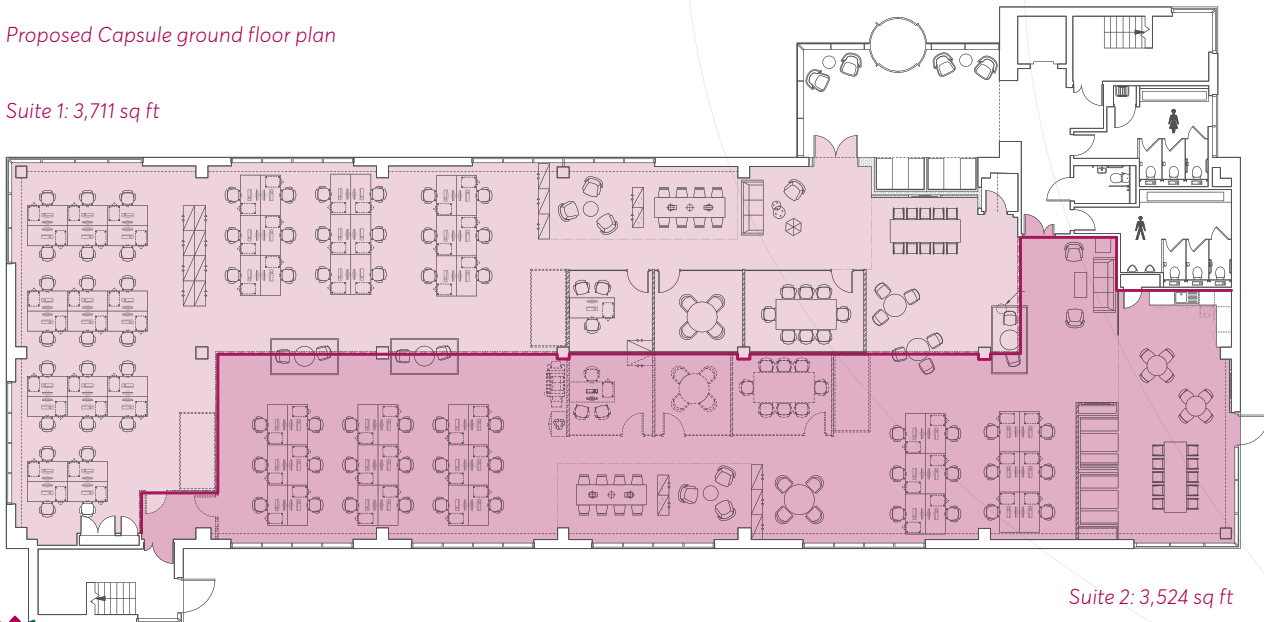 Proposed Capsule ground floor plan
Suite 1: 3,711 sq ft
Suite 2: 3,524 sq ft